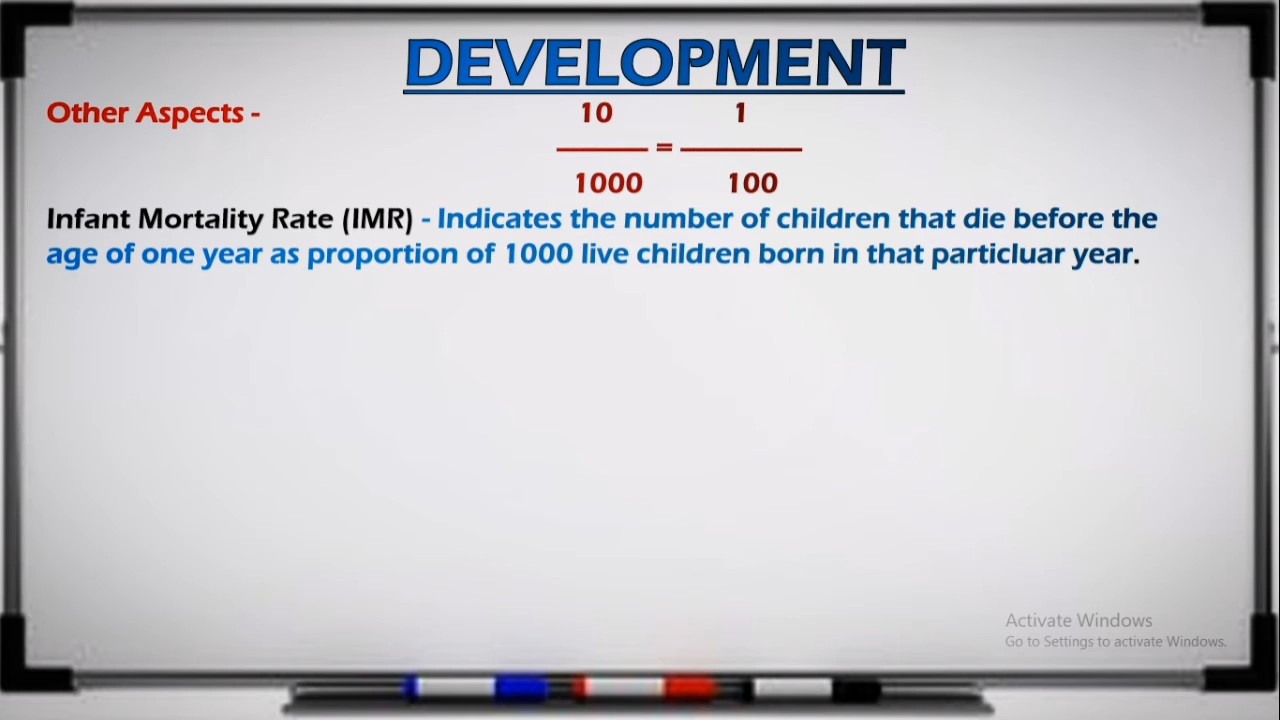 DEVELOPMENT
Other Aspects -
10 1
=
1000 100
Infant Mortality Rate (IMR) - Indicates the number of children that die before the
age of one year as proportion of 1000 live children born in that particluar year.
Activate Windows
Go to Settings to activate Windows.